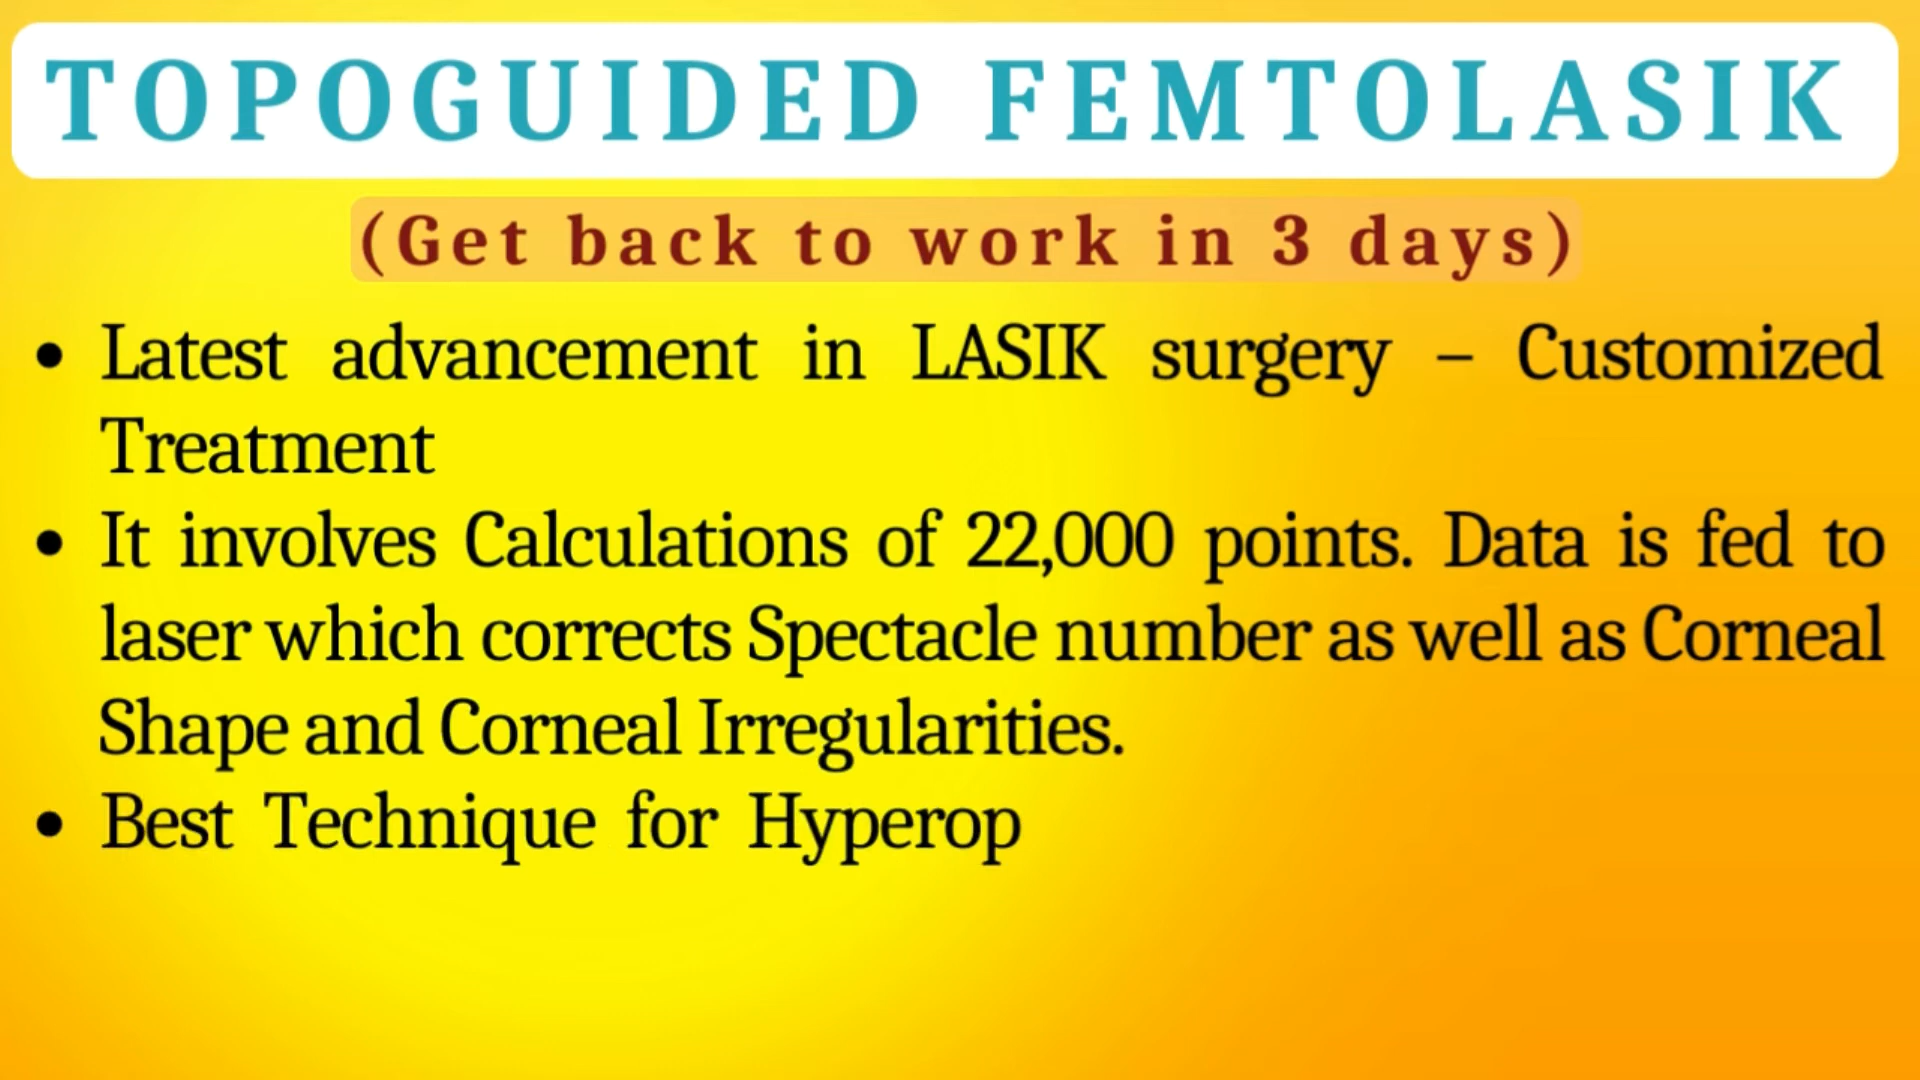 TOPOGUIDED FEMTOLASIK
(Get back to work in 3 days)
• Latest advancement in LASIK surgery – Customized
Treatment
• It involves Calculations of 22,000 points. Data is fed to
laser which corrects Spectacle number as well as Corneal
Shape and Corneal Irregularities.
• Best Technique for Hyperop